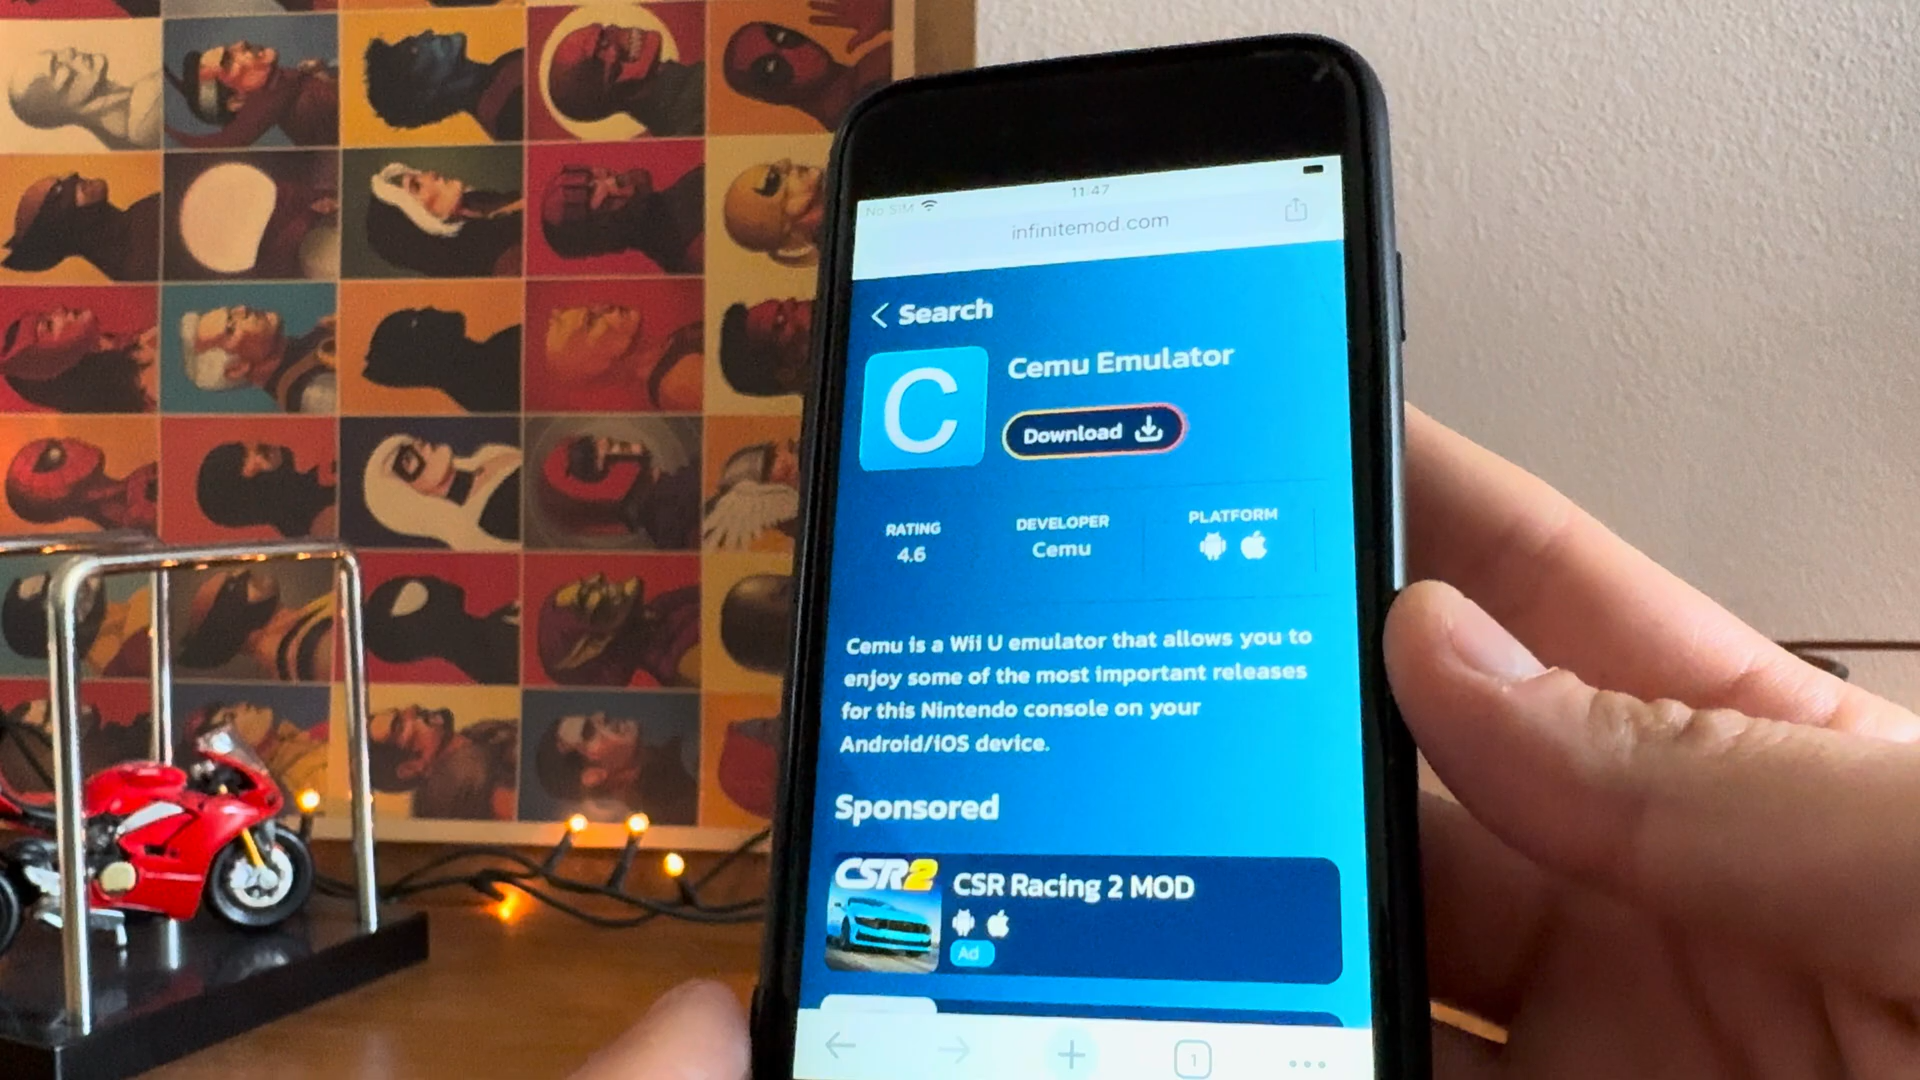 No SIM
11:47
infinitemod.com
Search
C
Cemu Emulator
Download
RATING
4.6
DEVELOPER
Cemu
PLATFORM
Cemu is a Wii U emulator that allows you to
enjoy some of the most important releases
for this Nintendo console on your
Android/iOS device.
Sponsored
CSR2
CSR Racing 2 MOD
Ad
1